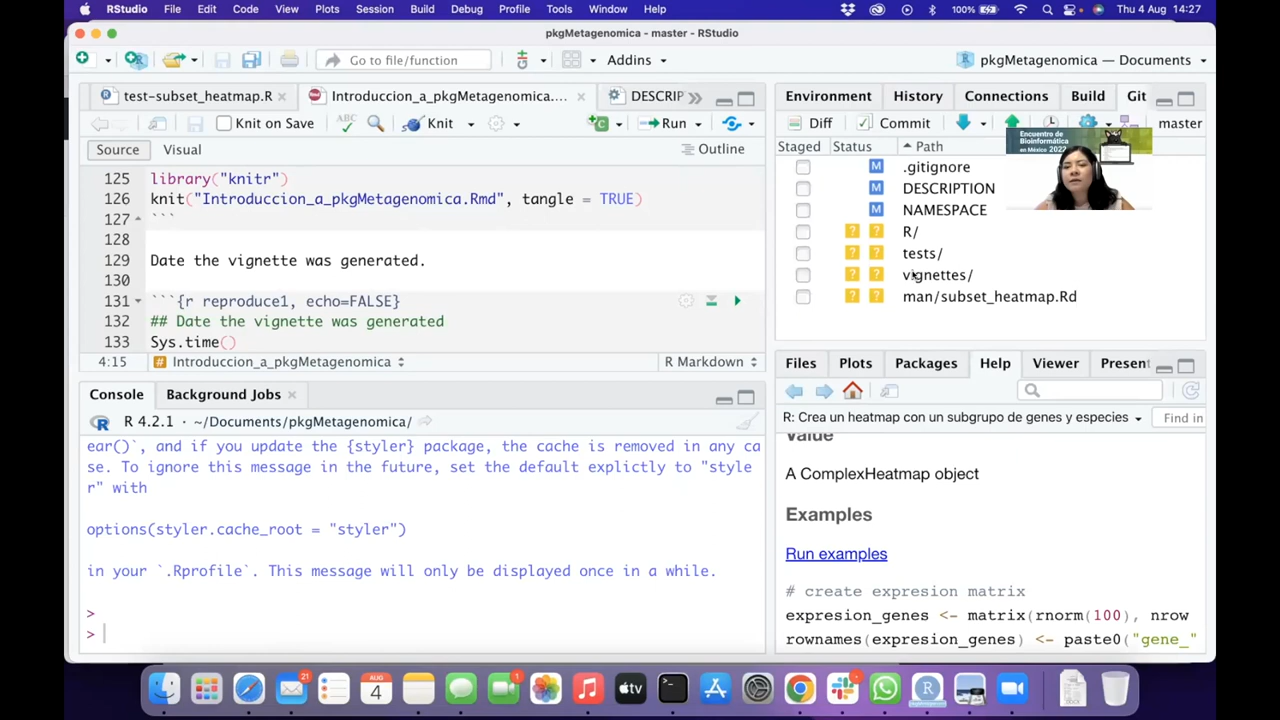 RStudio File Edit Code View Plots Session Build Debug Profile Tools Window Help 100% Thu 4 Aug 14:27
pkgMetagenomica - master - RStudio
Go to file/function Addins pkgMetagenomica — Documents
test-subset_heatmap.R Introduccion_a_pkgMetagenomica.... DESCRIP
Knit on Save ABC Knit Run
Source Visual Outline
125 library("knitr")
126 knit("Introduccion_a_pkgMetagenomica.Rmd", tangle = TRUE)
127 ```
128
129 Date the vignette was generated.
130
131 ```{r reproduce1, echo=FALSE}
132 ## Date the vignette was generated
133 Sys.time()
4:15 Introduccion_a_pkgMetagenomica R Markdown
Console Background Jobs
R 4.2.1 · ~/Documents/pkgMetagenomica/
ear()`, and if you update the {styler} package, the cache is removed in any ca
se. To ignore this message in the future, set the default explictly to "style
r" with
options(styler.cache_root = "styler")
in your `.Rprofile`. This message will only be displayed once in a while.
>
>
Environment History Connections Build Git
Diff Commit master
Staged Status Path
M .gitignore
M DESCRIPTION
M NAMESPACE
? ? R/
? ? tests/
? ? vignettes/
? ? man/subset_heatmap.Rd
Encuentro de
Bioinformática
en México 2022
Files Plots Packages Help Viewer Present
R: Crea un heatmap con un subgrupo de genes y especies Find in
Value
A ComplexHeatmap object
Examples
Run examples
# create expresion matrix
expresion_genes <- matrix(rnorm(100), nrow
rownames(expresion_genes) <- paste0("gene_"
21 AUG 4 1 tv